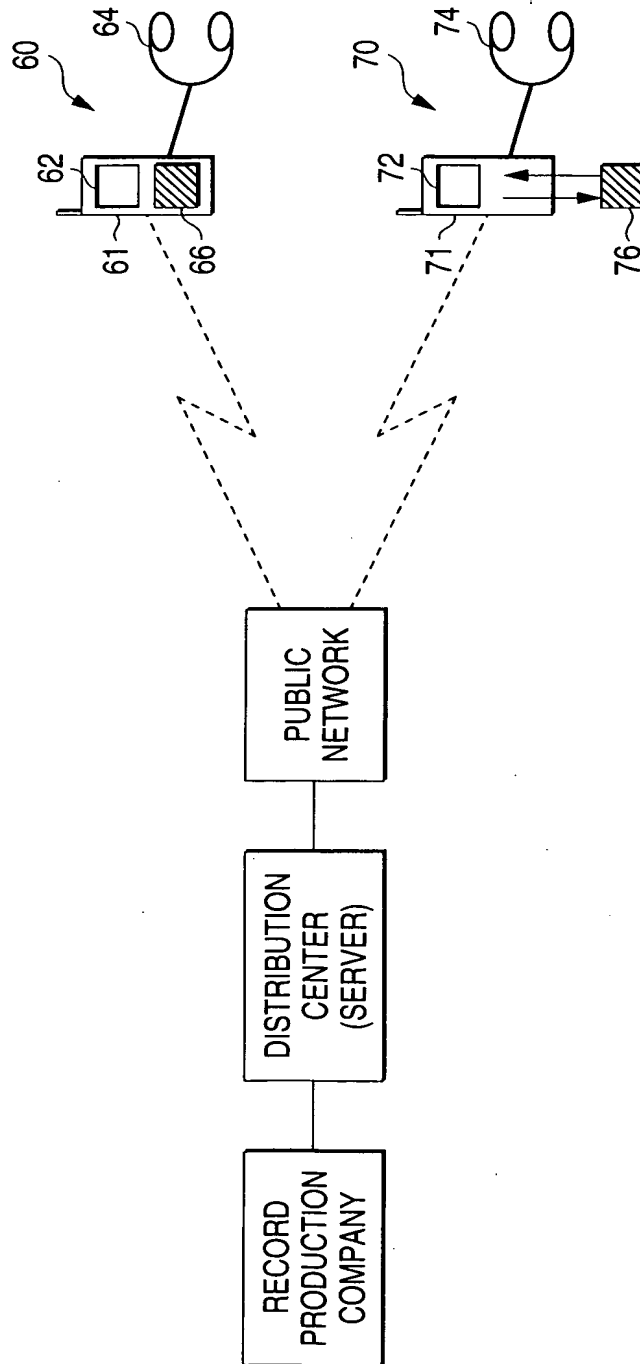 RECORD
PRODUCTION
COMPANY
DISTRIBUTION
CENTER
(SERVER)
PUBLIC
NETWORK
60
62
64
61
66
70
72
74
71
76